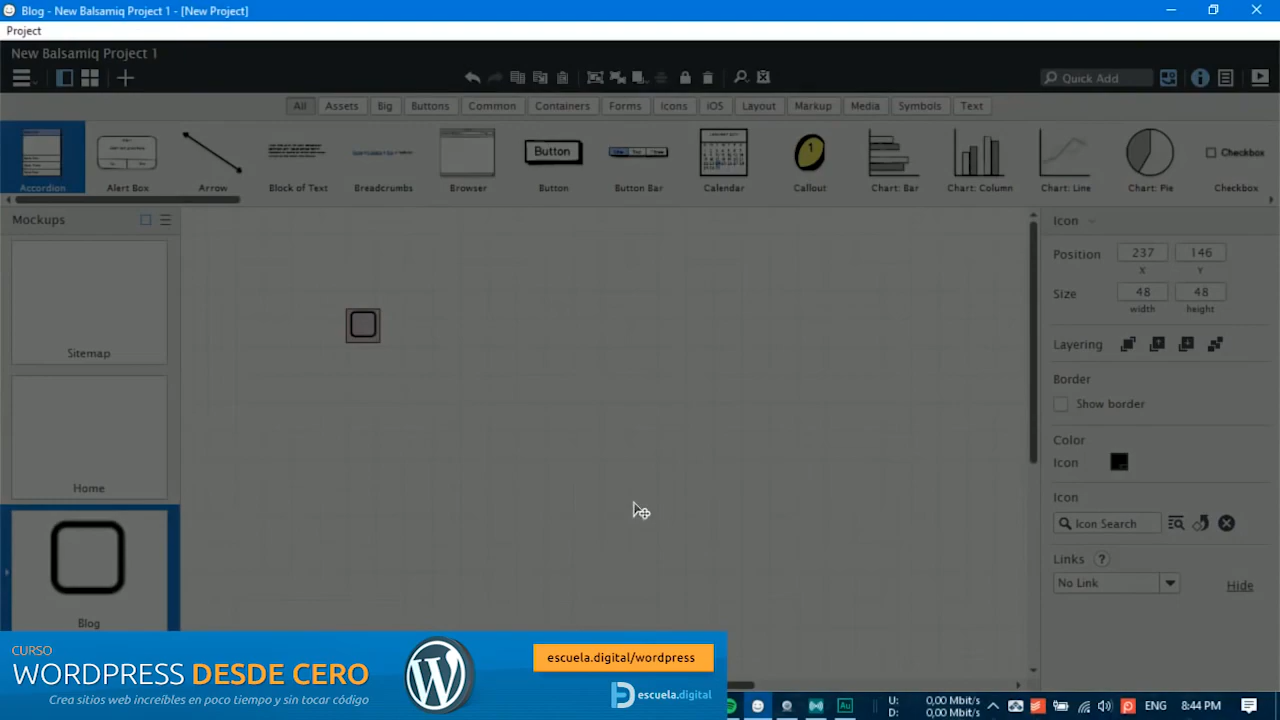 Blog - New Balsamiq Project 1 - [New Project]
Project
New Balsamiq Project 1
Quick Add
All Assets Big Buttons Common Containers Forms Icons iOS Layout Markup Media Symbols Text
Button
1
Checkbox
Accordion Alert Box Arrow Block of Text Breadcrumbs Browser Button Button Bar Calendar Callout Chart: Bar Chart: Column Chart: Line Chart: Pie Checkbox
Mockups
Icon
Position 237 146
X Y
Size 48 48
width height
Sitemap
Layering
Border
Show border
Color
Icon
Home
Icon
Icon Search
Links ?
No Link Hide
Blog
CURSO
WORDPRESS DESDE CERO
Crea sitios web increíbles en poco tiempo y sin tocar código
escuela.digital/wordpress
escuela.digital
U: 0,00 Mbit/s
D: 0,00 Mbit/s
ENG 8:44 PM